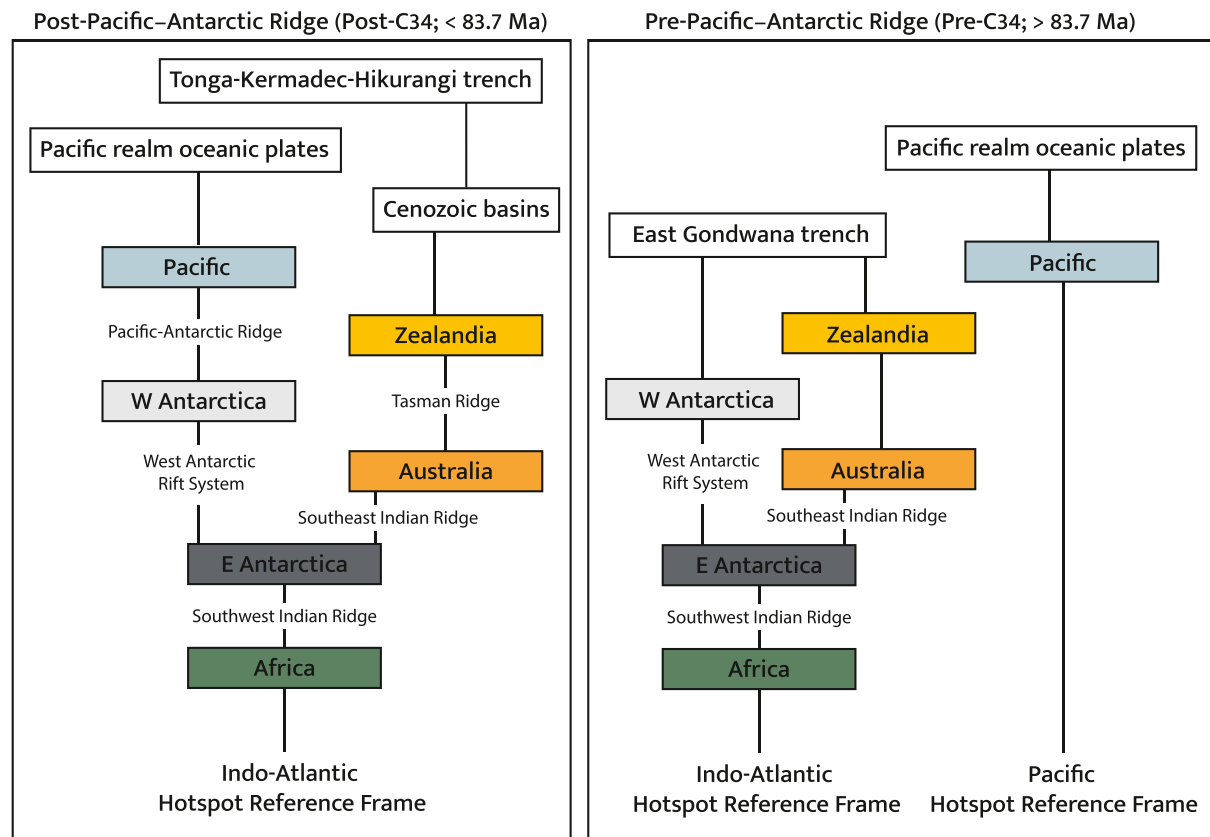 Post-Pacific–Antarctic Ridge (Post-C34; < 83.7 Ma)
Tonga-Kermadec-Hikurangi trench
Pacific realm oceanic plates
Cenozoic basins
Pacific
Pacific-Antarctic Ridge
Zealandia
W Antarctica
Tasman Ridge
West Antarctic
Rift System
Australia
Southeast Indian Ridge
E Antarctica
Southwest Indian Ridge
Africa
Indo-Atlantic
Hotspot Reference Frame
Pre-Pacific–Antarctic Ridge (Pre-C34; > 83.7 Ma)
Pacific realm oceanic plates
East Gondwana trench
Pacific
Zealandia
W Antarctica
West Antarctic
Rift System
Australia
Southeast Indian Ridge
E Antarctica
Southwest Indian Ridge
Africa
Indo-Atlantic
Hotspot Reference Frame
Pacific
Hotspot Reference Frame